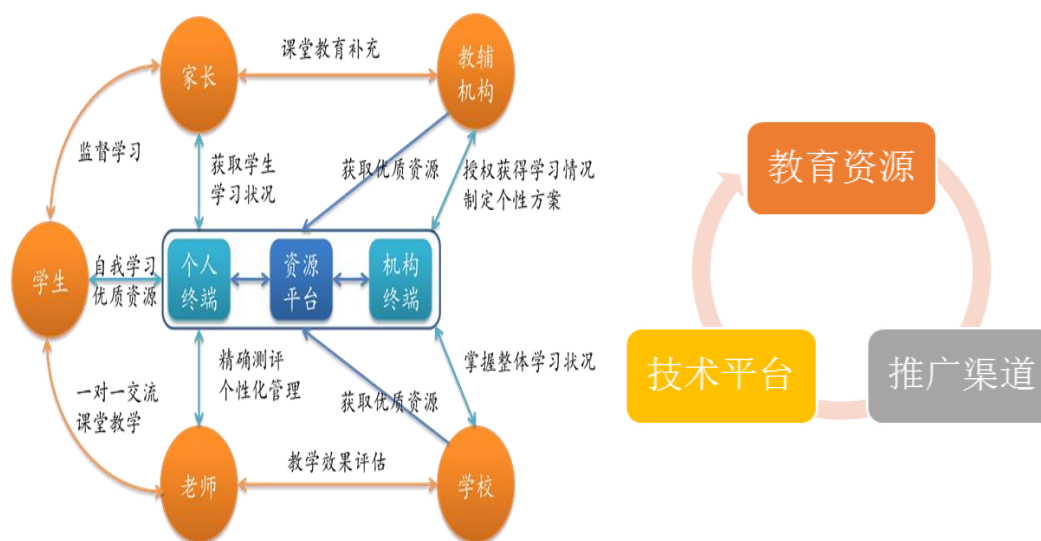 家长
课堂教育补充
教辅
机构
监督学习
获取学生
学习状况
获取优质资源
授权获得学习情况
制定个性方案
学生
自我学习
优质资源
个人
终端
资源
平台
机构
终端
精确测评
个性化管理
获取优质资源
掌握整体学习状况
一对一交流
课堂教学
老师
教学效果评估
学校
教育资源
技术平台
推广渠道